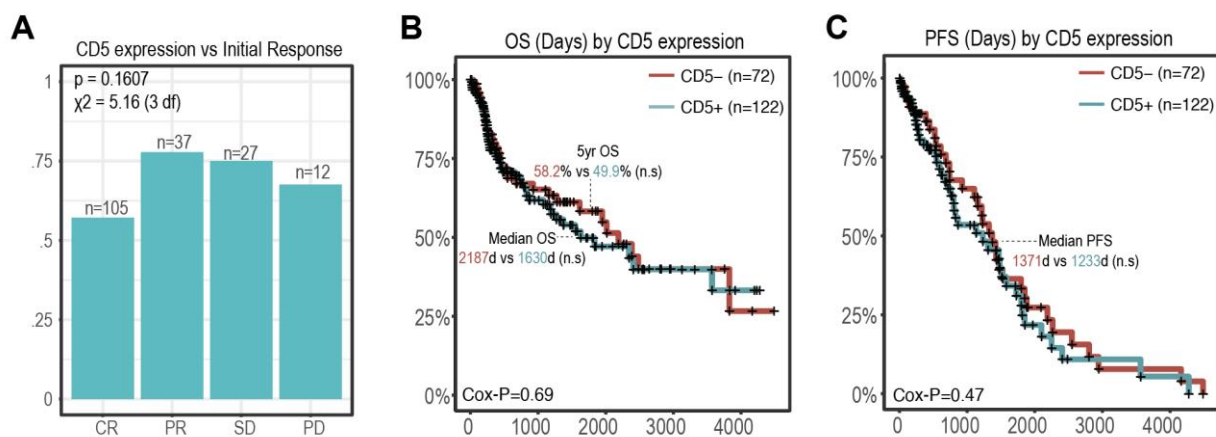 A
CD5 expression vs Initial Response
1
.75
.5
.25
0
p = 0.1607
χ2 = 5.16 (3 df)
n=105
n=37
n=27
n=12
CR PR SD PD
B
OS (Days) by CD5 expression
100%
75%
50%
25%
0%
CD5− (n=72)
CD5+ (n=122)
5yr OS
58.2% vs 49.9% (n.s)
Median OS
2187d vs 1630d (n.s)
Cox-P=0.69
0 1000 2000 3000 4000
C
PFS (Days) by CD5 expression
100%
75%
50%
25%
0%
CD5− (n=72)
CD5+ (n=122)
Median PFS
1371d vs 1233d (n.s)
Cox-P=0.47
0 1000 2000 3000 4000